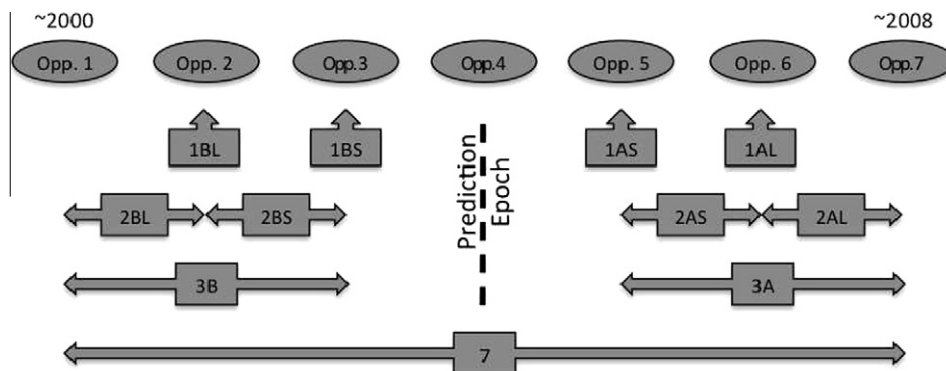 ~2000 ~2008
Opp. 1 Opp. 2 Opp.3 Opp.4 Opp. 5 Opp. 6 Opp.7
1BL 1BS 1AS 1AL
Prediction
Epoch
2BL 2BS 2AS 2AL
3B 3A
7